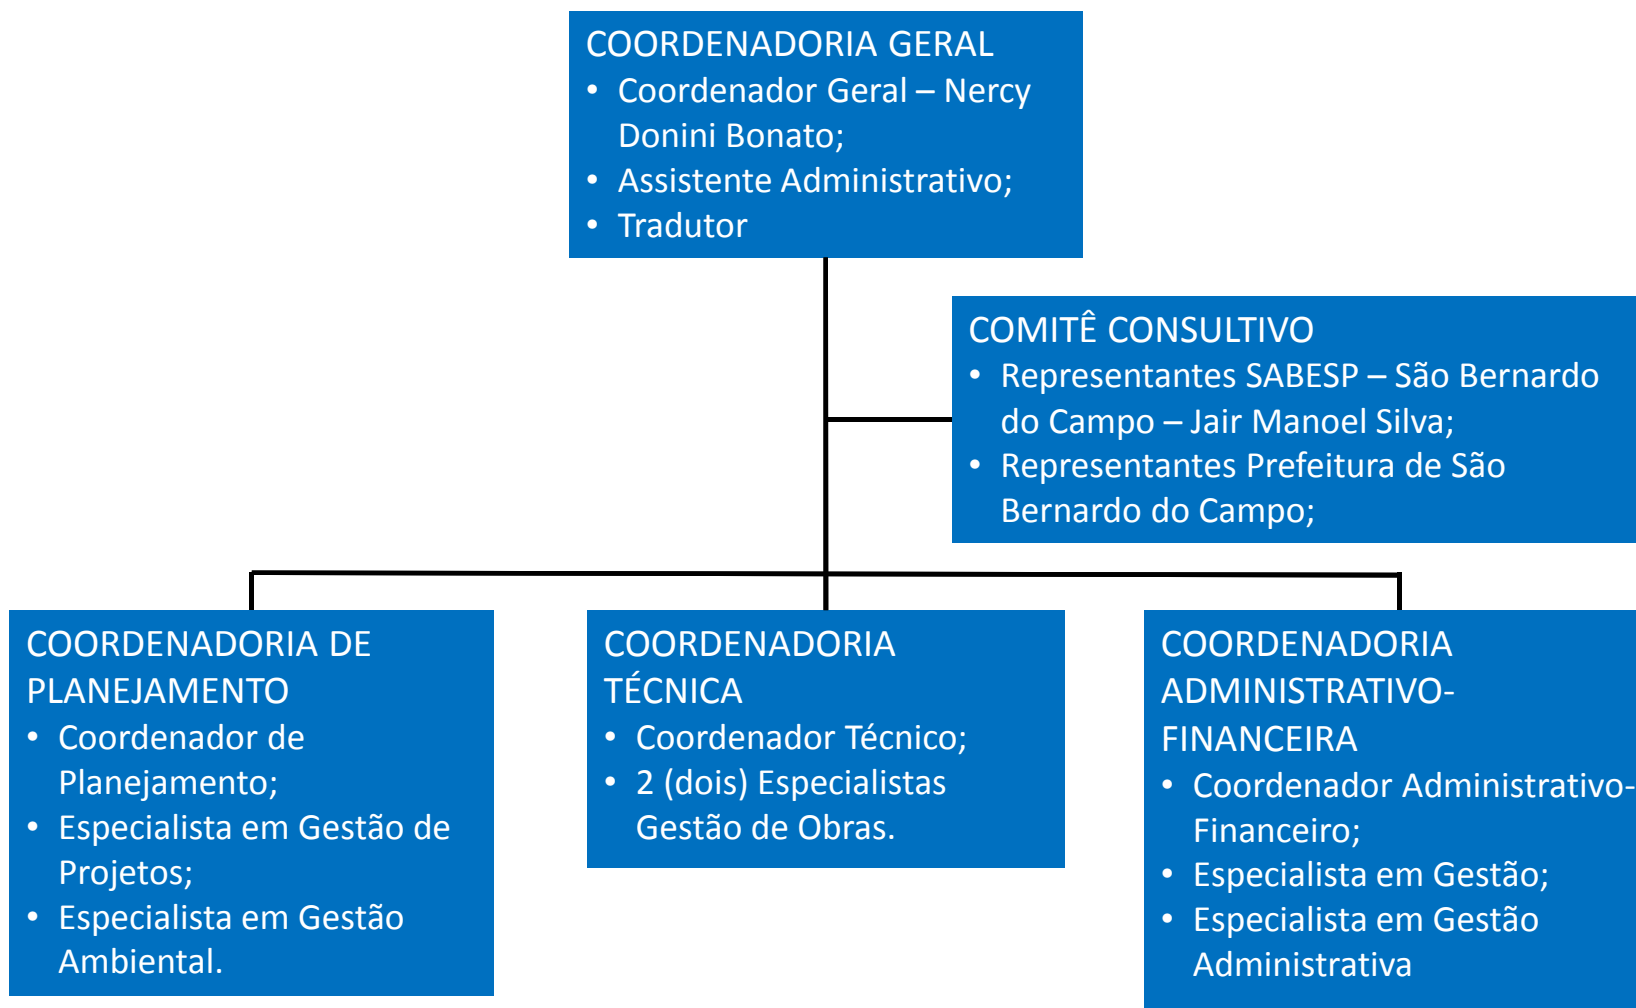 COORDENADORIA GERAL
• Coordenador Geral – Nercy
Donini Bonato;
• Assistente Administrativo;
• Tradutor
COMITÊ CONSULTIVO
• Representantes SABESP – São Bernardo
do Campo – Jair Manoel Silva;
• Representantes Prefeitura de São
Bernardo do Campo;
COORDENADORIA DE
PLANEJAMENTO
• Coordenador de
Planejamento;
• Especialista em Gestão de
Projetos;
• Especialista em Gestão
Ambiental.
COORDENADORIA
TÉCNICA
• Coordenador Técnico;
• 2 (dois) Especialistas
Gestão de Obras.
COORDENADORIA
ADMINISTRATIVO-
FINANCEIRA
• Coordenador Administrativo-
Financeiro;
• Especialista em Gestão;
• Especialista em Gestão
Administrativa